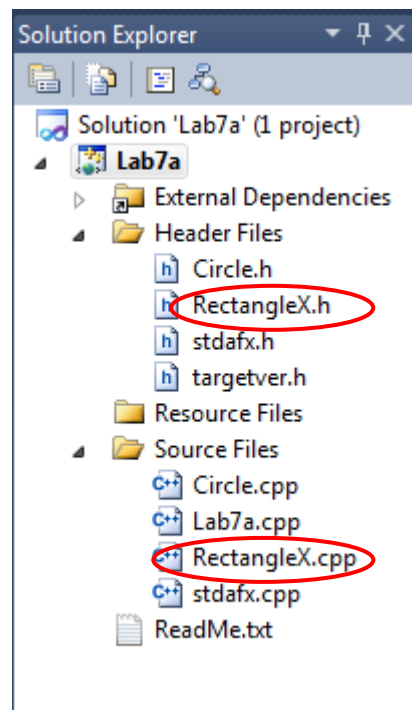 Solution Explorer
Solution 'Lab7a' (1 project)
Lab7a
External Dependencies
Header Files
h Circle.h
h RectangleX.h
h stdafx.h
h targetver.h
Resource Files
Source Files
C++ Circle.cpp
C++ Lab7a.cpp
C++ RectangleX.cpp
C++ stdafx.cpp
ReadMe.txt